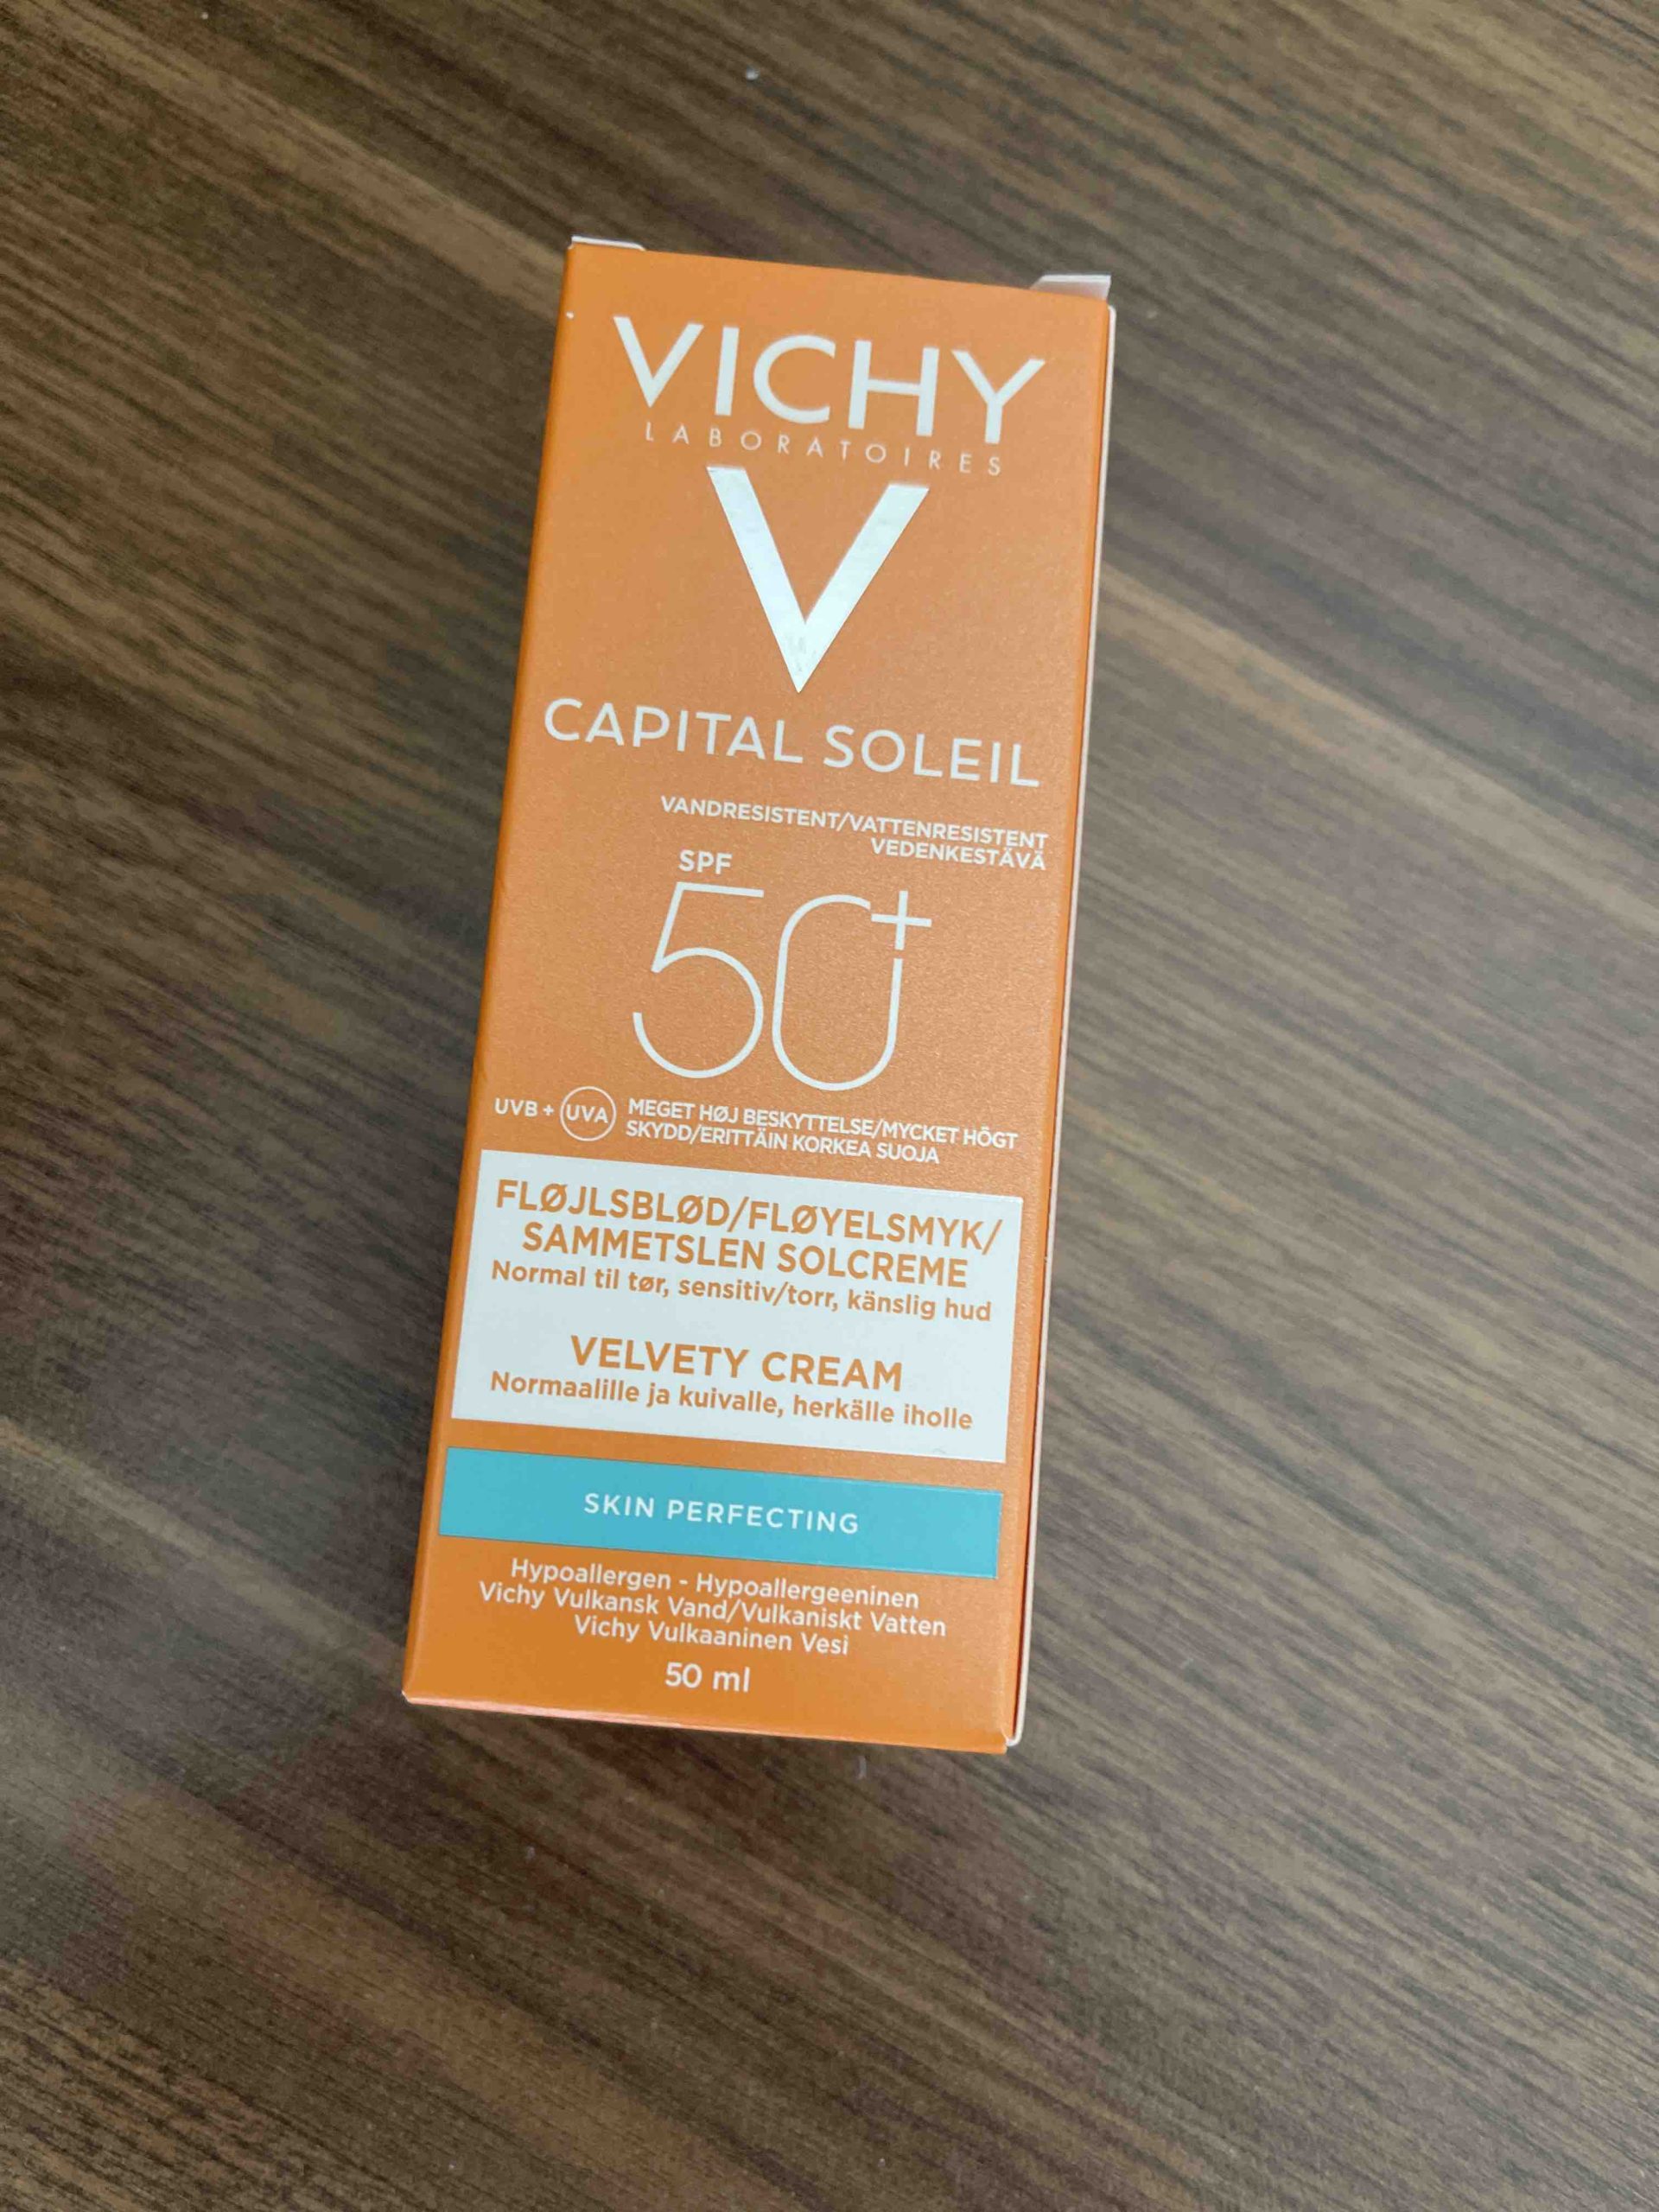 VICHY
LABORATOIRES
V
CAPITAL SOLEIL
VANDRESISTENT/VATTENRESISTENT
VEDENKESTÄVÄ
SPF
50+
UVB + UVA
MEGET HØJ BESKYTTELSE/MYCKET HÖGT
SKYDD/ERITTÄIN KORKEA SUOJA
FLØJLSBLØD/FLØYELSMYK/
SAMMETSLEN SOLCREME
Normal til tør, sensitiv/torr, känslig hud
VELVETY CREAM
Normaalille ja kuivalle, herkälle iholle
SKIN PERFECTING
Hypoallergen - Hypoallergeeninen
Vichy Vulkansk Vand/Vulkaniskt Vatten
Vichy Vulkaaninen Vesi
50 ml